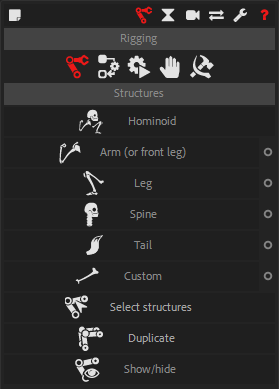 ?
Rigging
Structures
Hominoid
Arm (or front leg)
Leg
Spine
Tail
Custom
Select structures
Duplicate
Show/hide